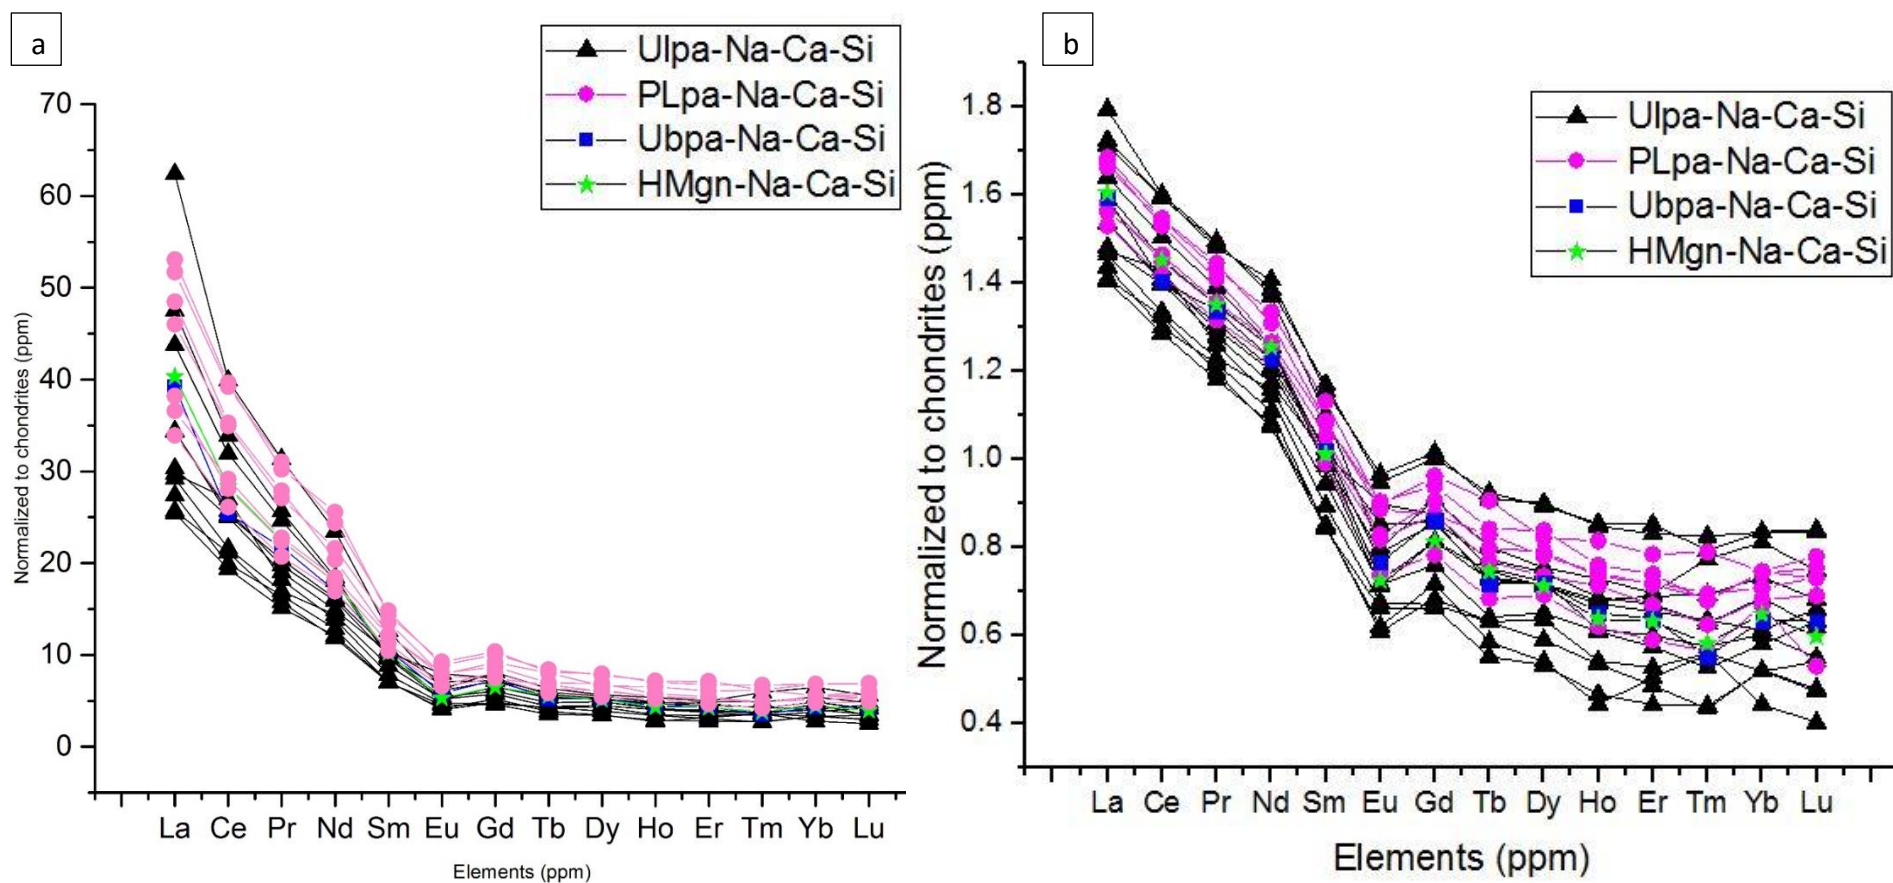 a
Ulpa-Na-Ca-Si
PLpa-Na-Ca-Si
Ubpa-Na-Ca-Si
HMgn-Na-Ca-Si
Normalized to chondrites (ppm)
70
60
50
40
30
20
10
0
La Ce Pr Nd Sm Eu Gd Tb Dy Ho Er Tm Yb Lu
Elements (ppm)
b
Ulpa-Na-Ca-Si
PLpa-Na-Ca-Si
Ubpa-Na-Ca-Si
HMgn-Na-Ca-Si
Normalized to chondrites (ppm)
1.8
1.6
1.4
1.2
1.0
0.8
0.6
0.4
La Ce Pr Nd Sm Eu Gd Tb Dy Ho Er Tm Yb Lu
Elements (ppm)